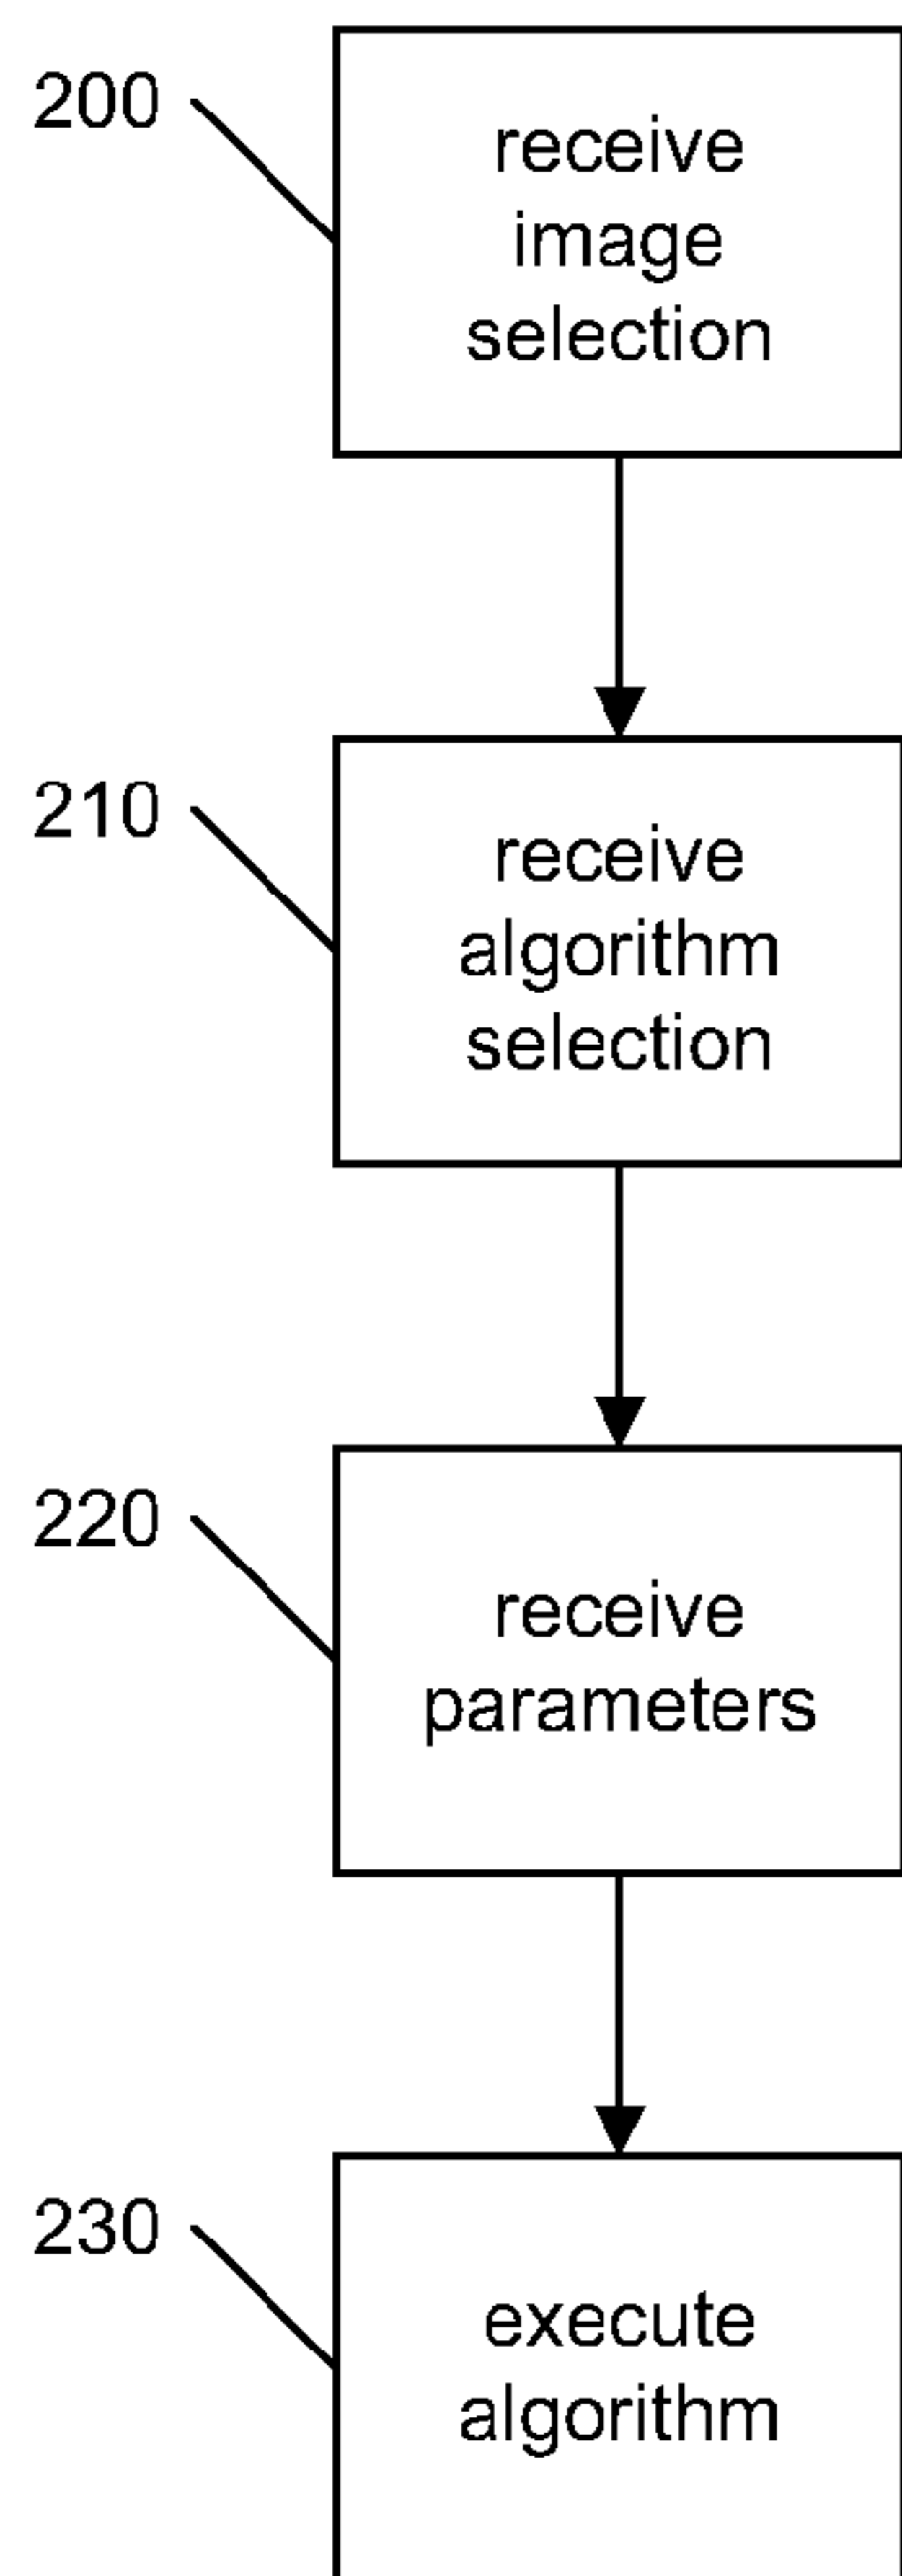 200
receive
image
selection
210
receive
algorithm
selection
220
receive
parameters
230
execute
algorithm